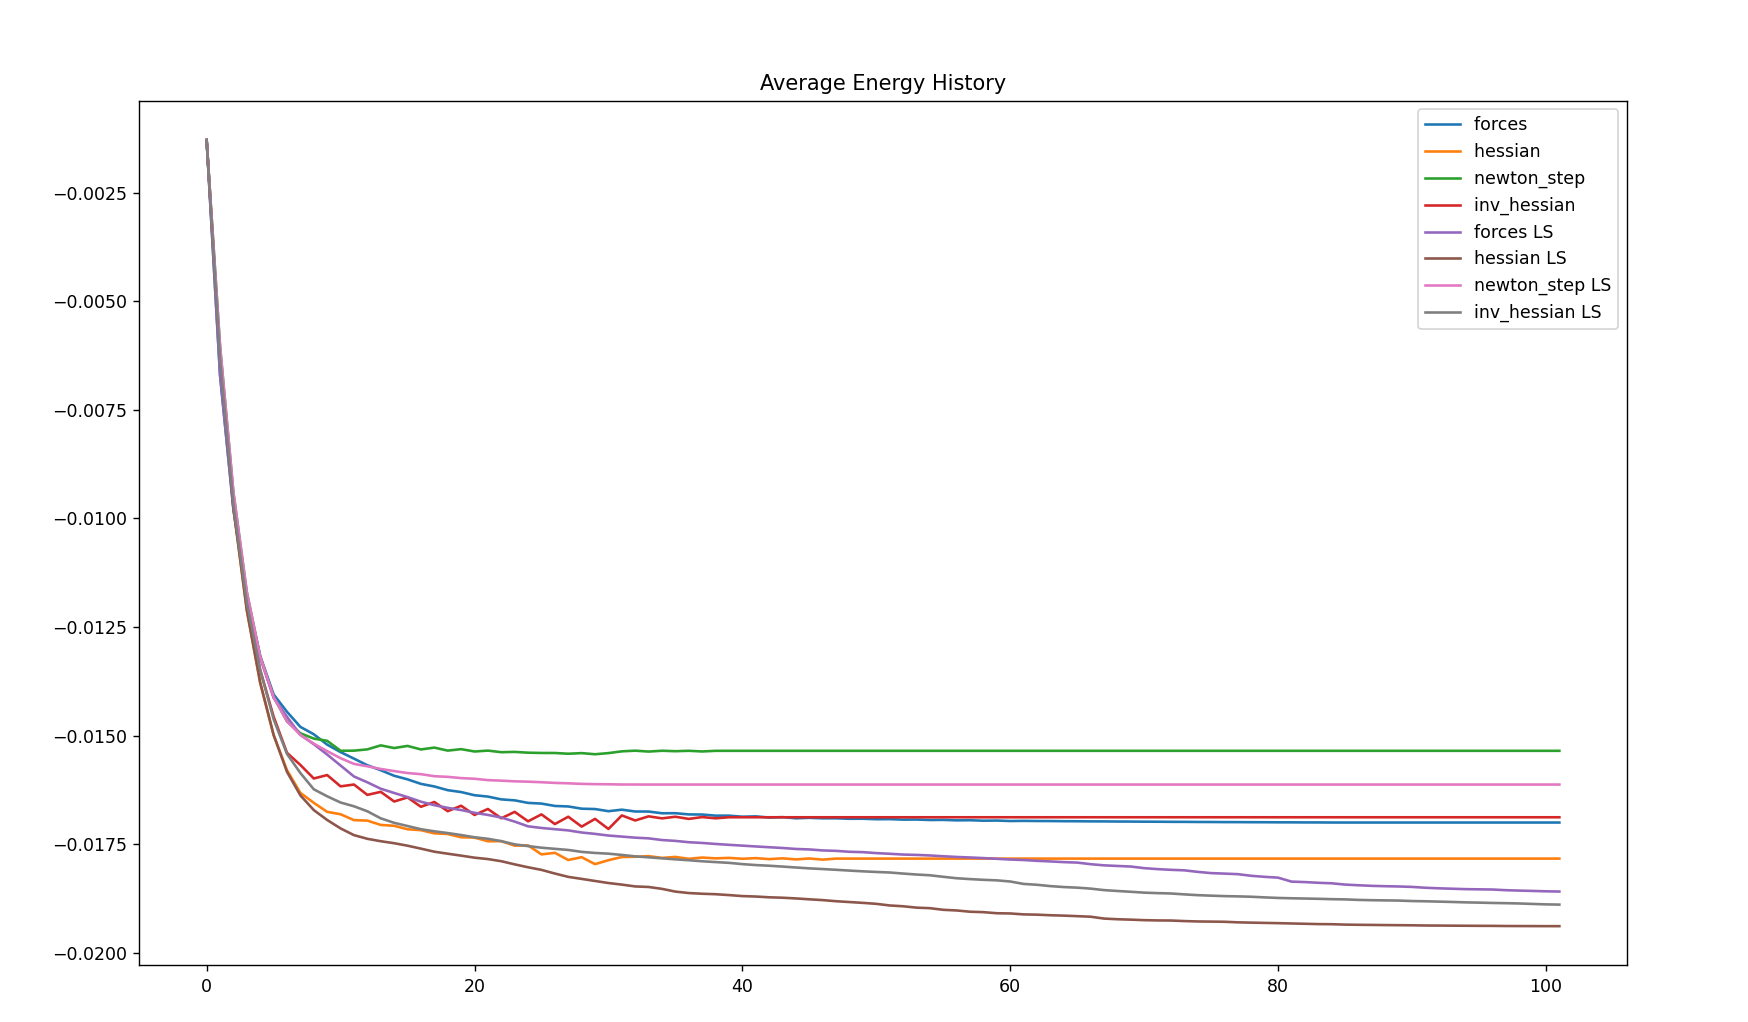 Average Energy History
forces
hessian
newton_step
inv_hessian
forces LS
hessian LS
newton_step LS
inv_hessian LS
−0.0025
−0.0050
−0.0075
−0.0100
−0.0125
−0.0150
−0.0175
−0.0200
0 20 40 60 80 100